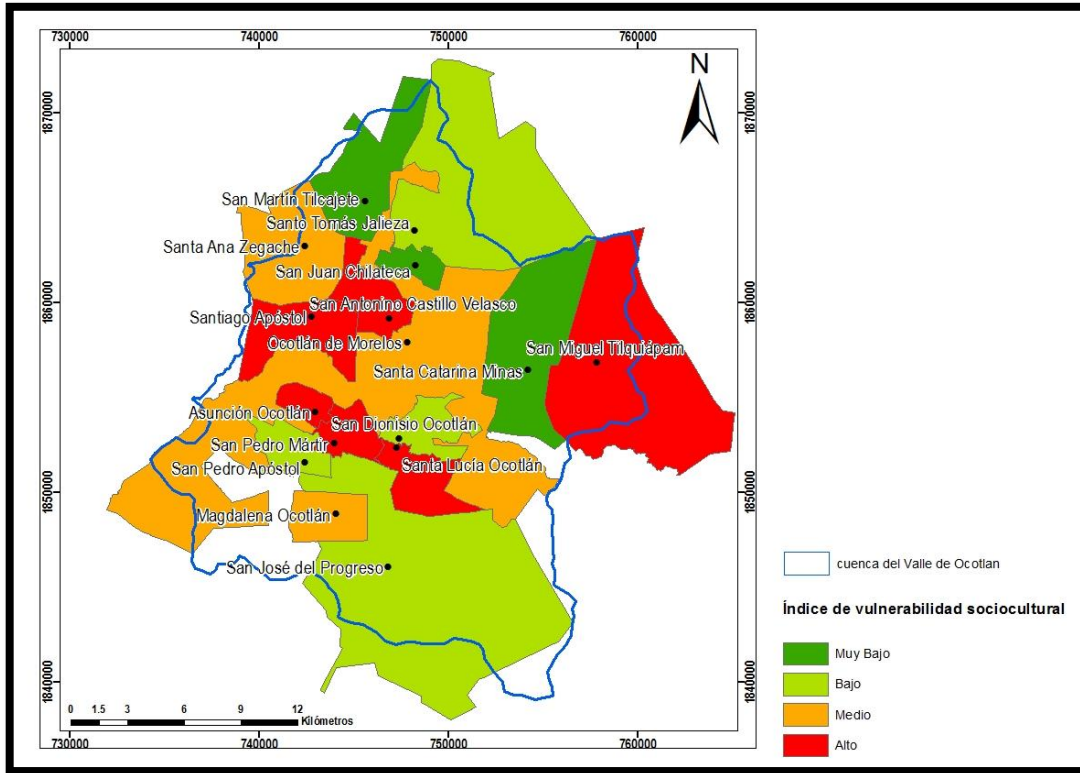 730000 740000 750000 760000
N
1870000 1870000
San Martín Tilcajete
Santo Tomás Jalieza
Santa Ana Zegache
San Juan Chilateca
1860000 1860000
San Antonino Castillo Velasco
Santiago Apóstol
Ocotlán de Morelos
San Miguel Tilquiápam
Santa Catarina Minas
Asunción Ocotlán
San Dionisio Ocotlán
San Pedro Mártir
Santa Lucía Ocotlán
San Pedro Apóstol
1850000 1850000
Magdalena Ocotlán
San José del Progreso
cuenca del Valle de Ocotlan
Índice de vulnerabilidad sociocultural
Muy Bajo
Bajo
Medio
Alto
1840000 1840000
0 1.5 3 6 9 12
Kilómetros
730000 740000 750000 760000